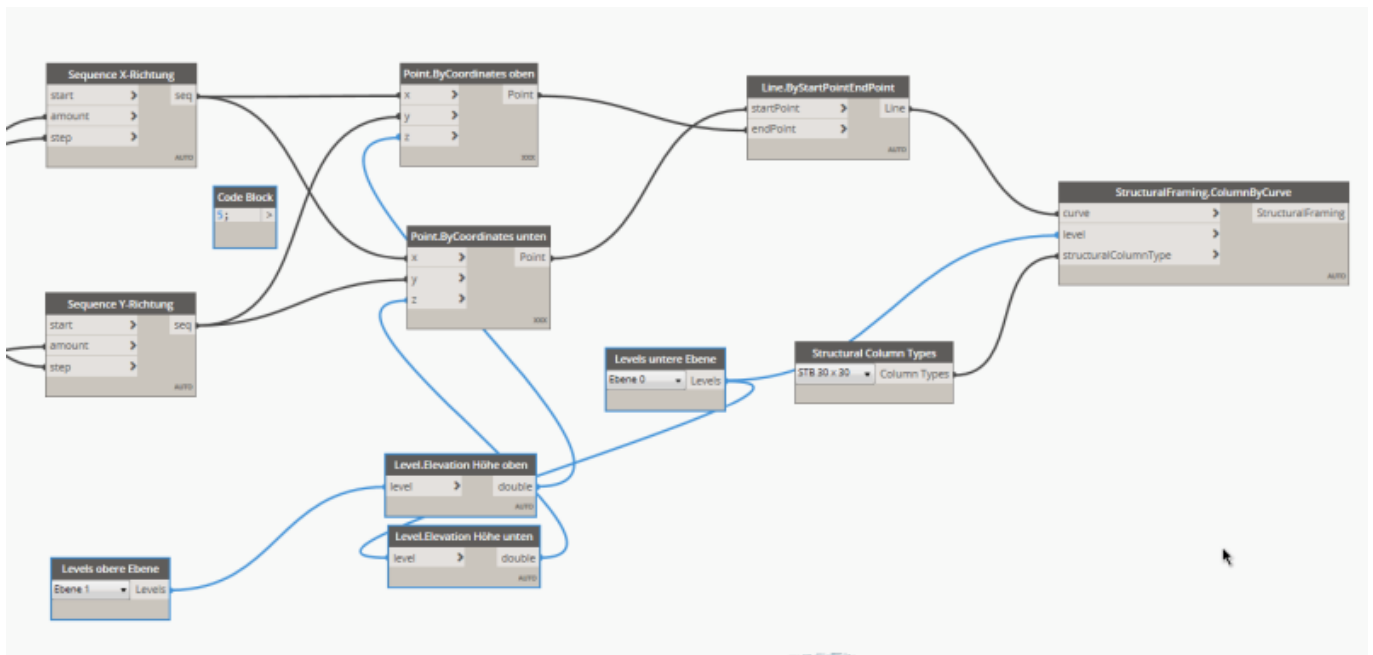 Sequence X-Richtung
start > seq
amount >
step >
AUTO
Point.ByCoordinates oben
x > Point
y >
z >
XXX
Line.ByStartPointEndPoint
startPoint > Line
endPoint >
AUTO
Code Block
5; >
StructuralFraming.ColumnByCurve
curve > StructuralFraming
level >
structuralColumnType >
AUTO
Point.ByCoordinates unten
x > Point
y >
z >
XXX
Sequence Y-Richtung
start > seq
amount >
step >
AUTO
Levels untere Ebene
Ebene 0 Levels
Structural Column Types
STB 30 x 30 Column Types
Level.Elevation Höhe oben
level > double
AUTO
Level.Elevation Höhe unten
level > double
AUTO
Levels obere Ebene
Ebene 1 Levels